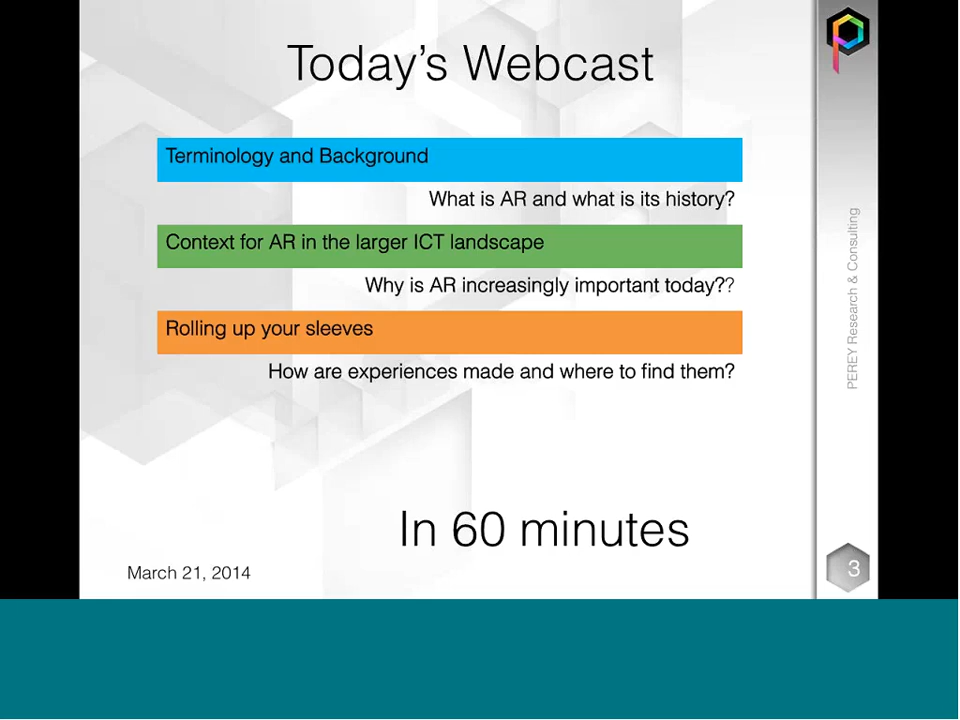 Today's Webcast
Terminology and Background
What is AR and what is its history?
Context for AR in the larger ICT landscape
Why is AR increasingly important today??
Rolling up your sleeves
How are experiences made and where to find them?
In 60 minutes
March 21, 2014
PEREY Research & Consulting
3